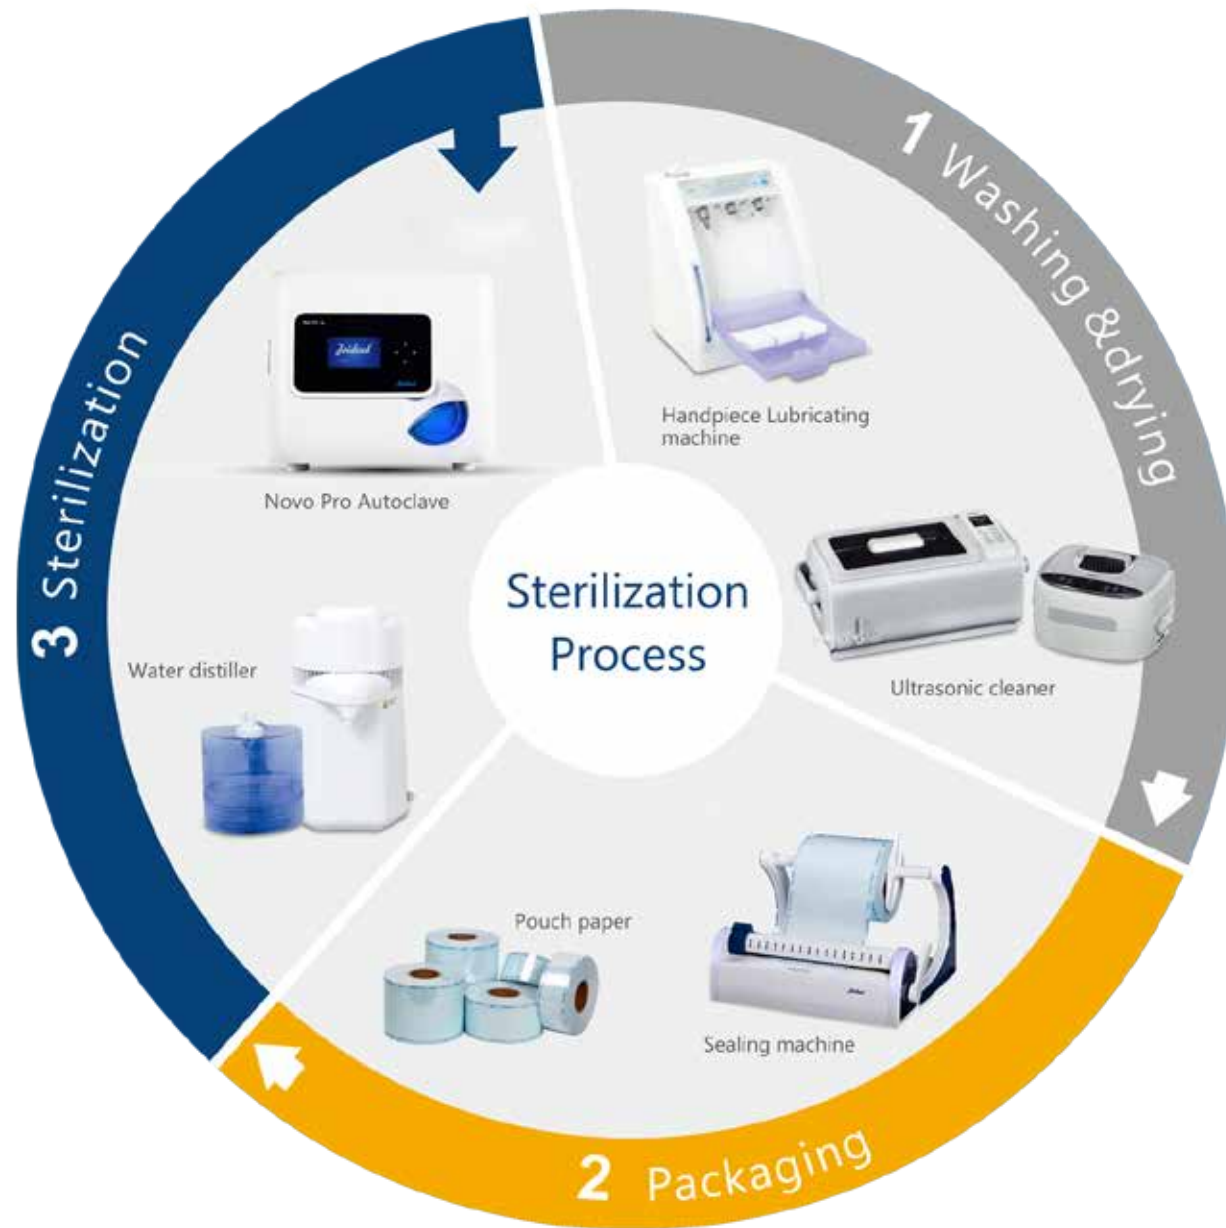 1 Washing &drying
Handpiece Lubricating
machine
Ultrasonic cleaner
Sterilization
Process
Sealing machine
Pouch paper
2 Packaging
3 Sterilization
Novo Pro Autoclave
Water distiller